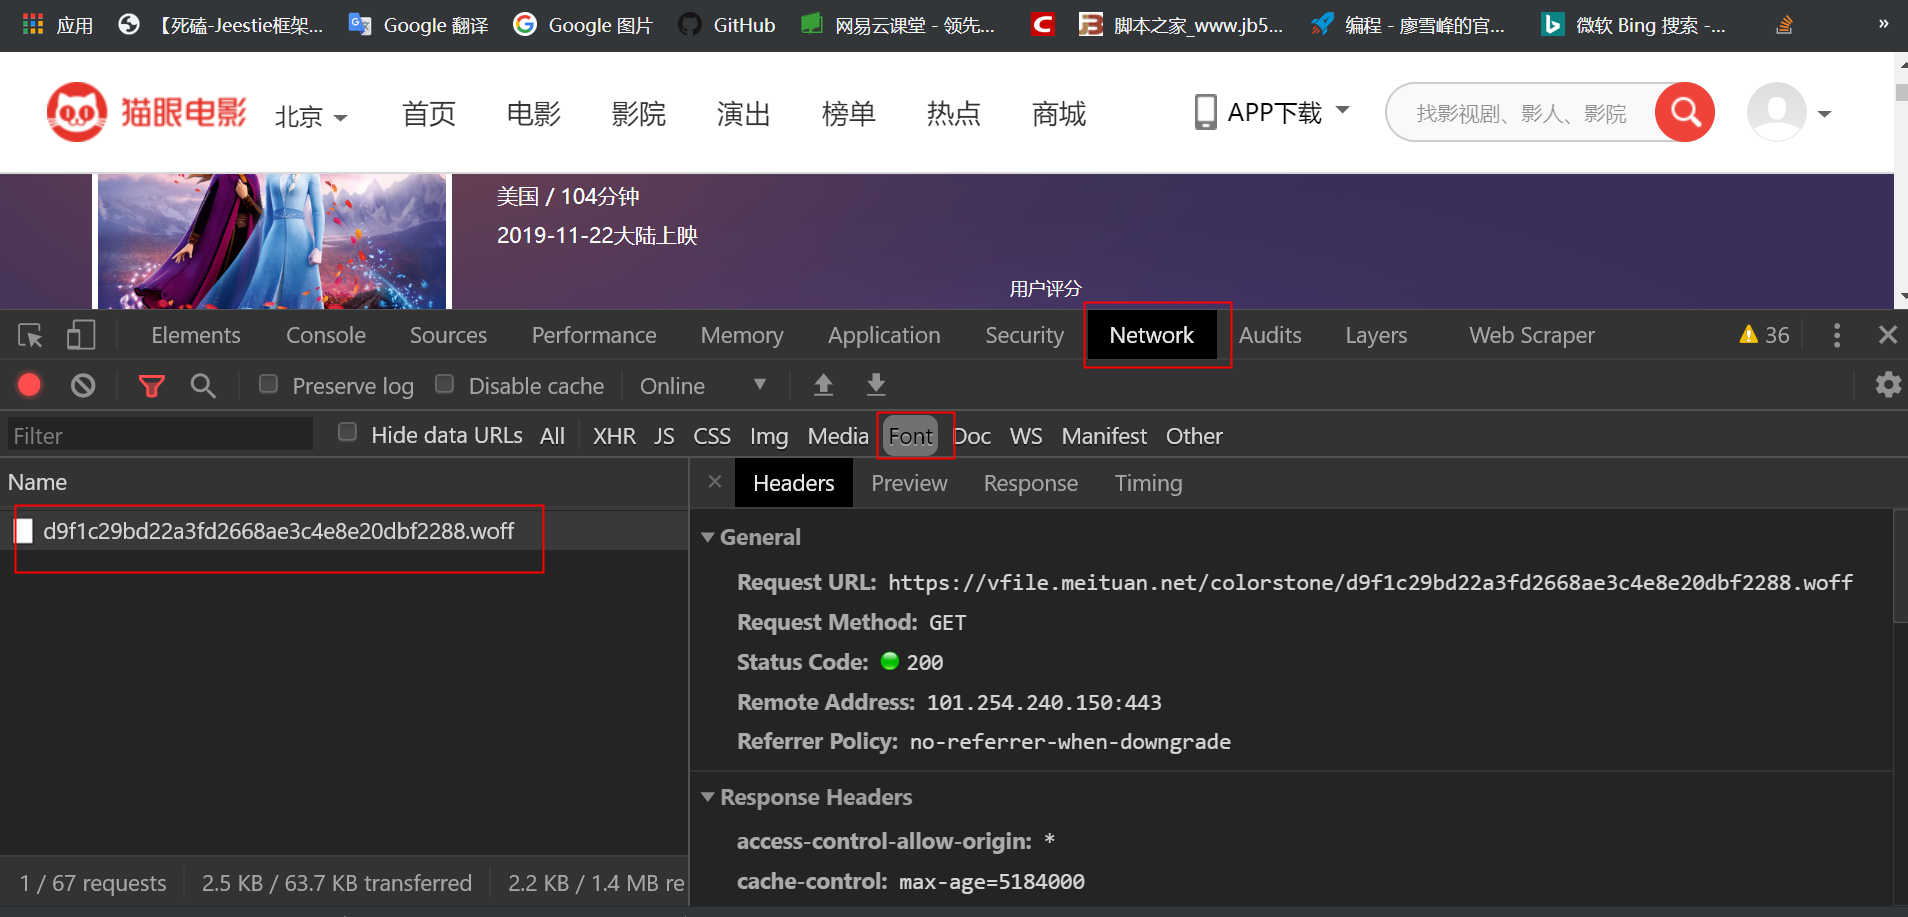 应用 【死磕-Jeestie框架... Google 翻译 Google 图片 GitHub 网易云课堂 - 领先... 脚本之家_www.jb5... 编程 - 廖雪峰的官... 微软 Bing 搜索 -... »
猫眼电影 北京 首页 电影 影院 演出 榜单 热点 商城 APP下载 找影视剧、影人、影院
美国 / 104分钟
2019-11-22大陆上映
用户评分
Elements Console Sources Performance Memory Application Security Network Audits Layers Web Scraper 36
Preserve log Disable cache Online
Filter Hide data URLs All XHR JS CSS Img Media Font Doc WS Manifest Other
Name
Headers Preview Response Timing
d9f1c29bd22a3fd2668ae3c4e8e20dbf2288.woff
General
Request URL: https://vfile.meituan.net/colorstone/d9f1c29bd22a3fd2668ae3c4e8e20dbf2288.woff
Request Method: GET
Status Code: 200
Remote Address: 101.254.240.150:443
Referrer Policy: no-referrer-when-downgrade
Response Headers
access-control-allow-origin: *
cache-control: max-age=5184000
1 / 67 requests 2.5 KB / 63.7 KB transferred 2.2 KB / 1.4 MB re